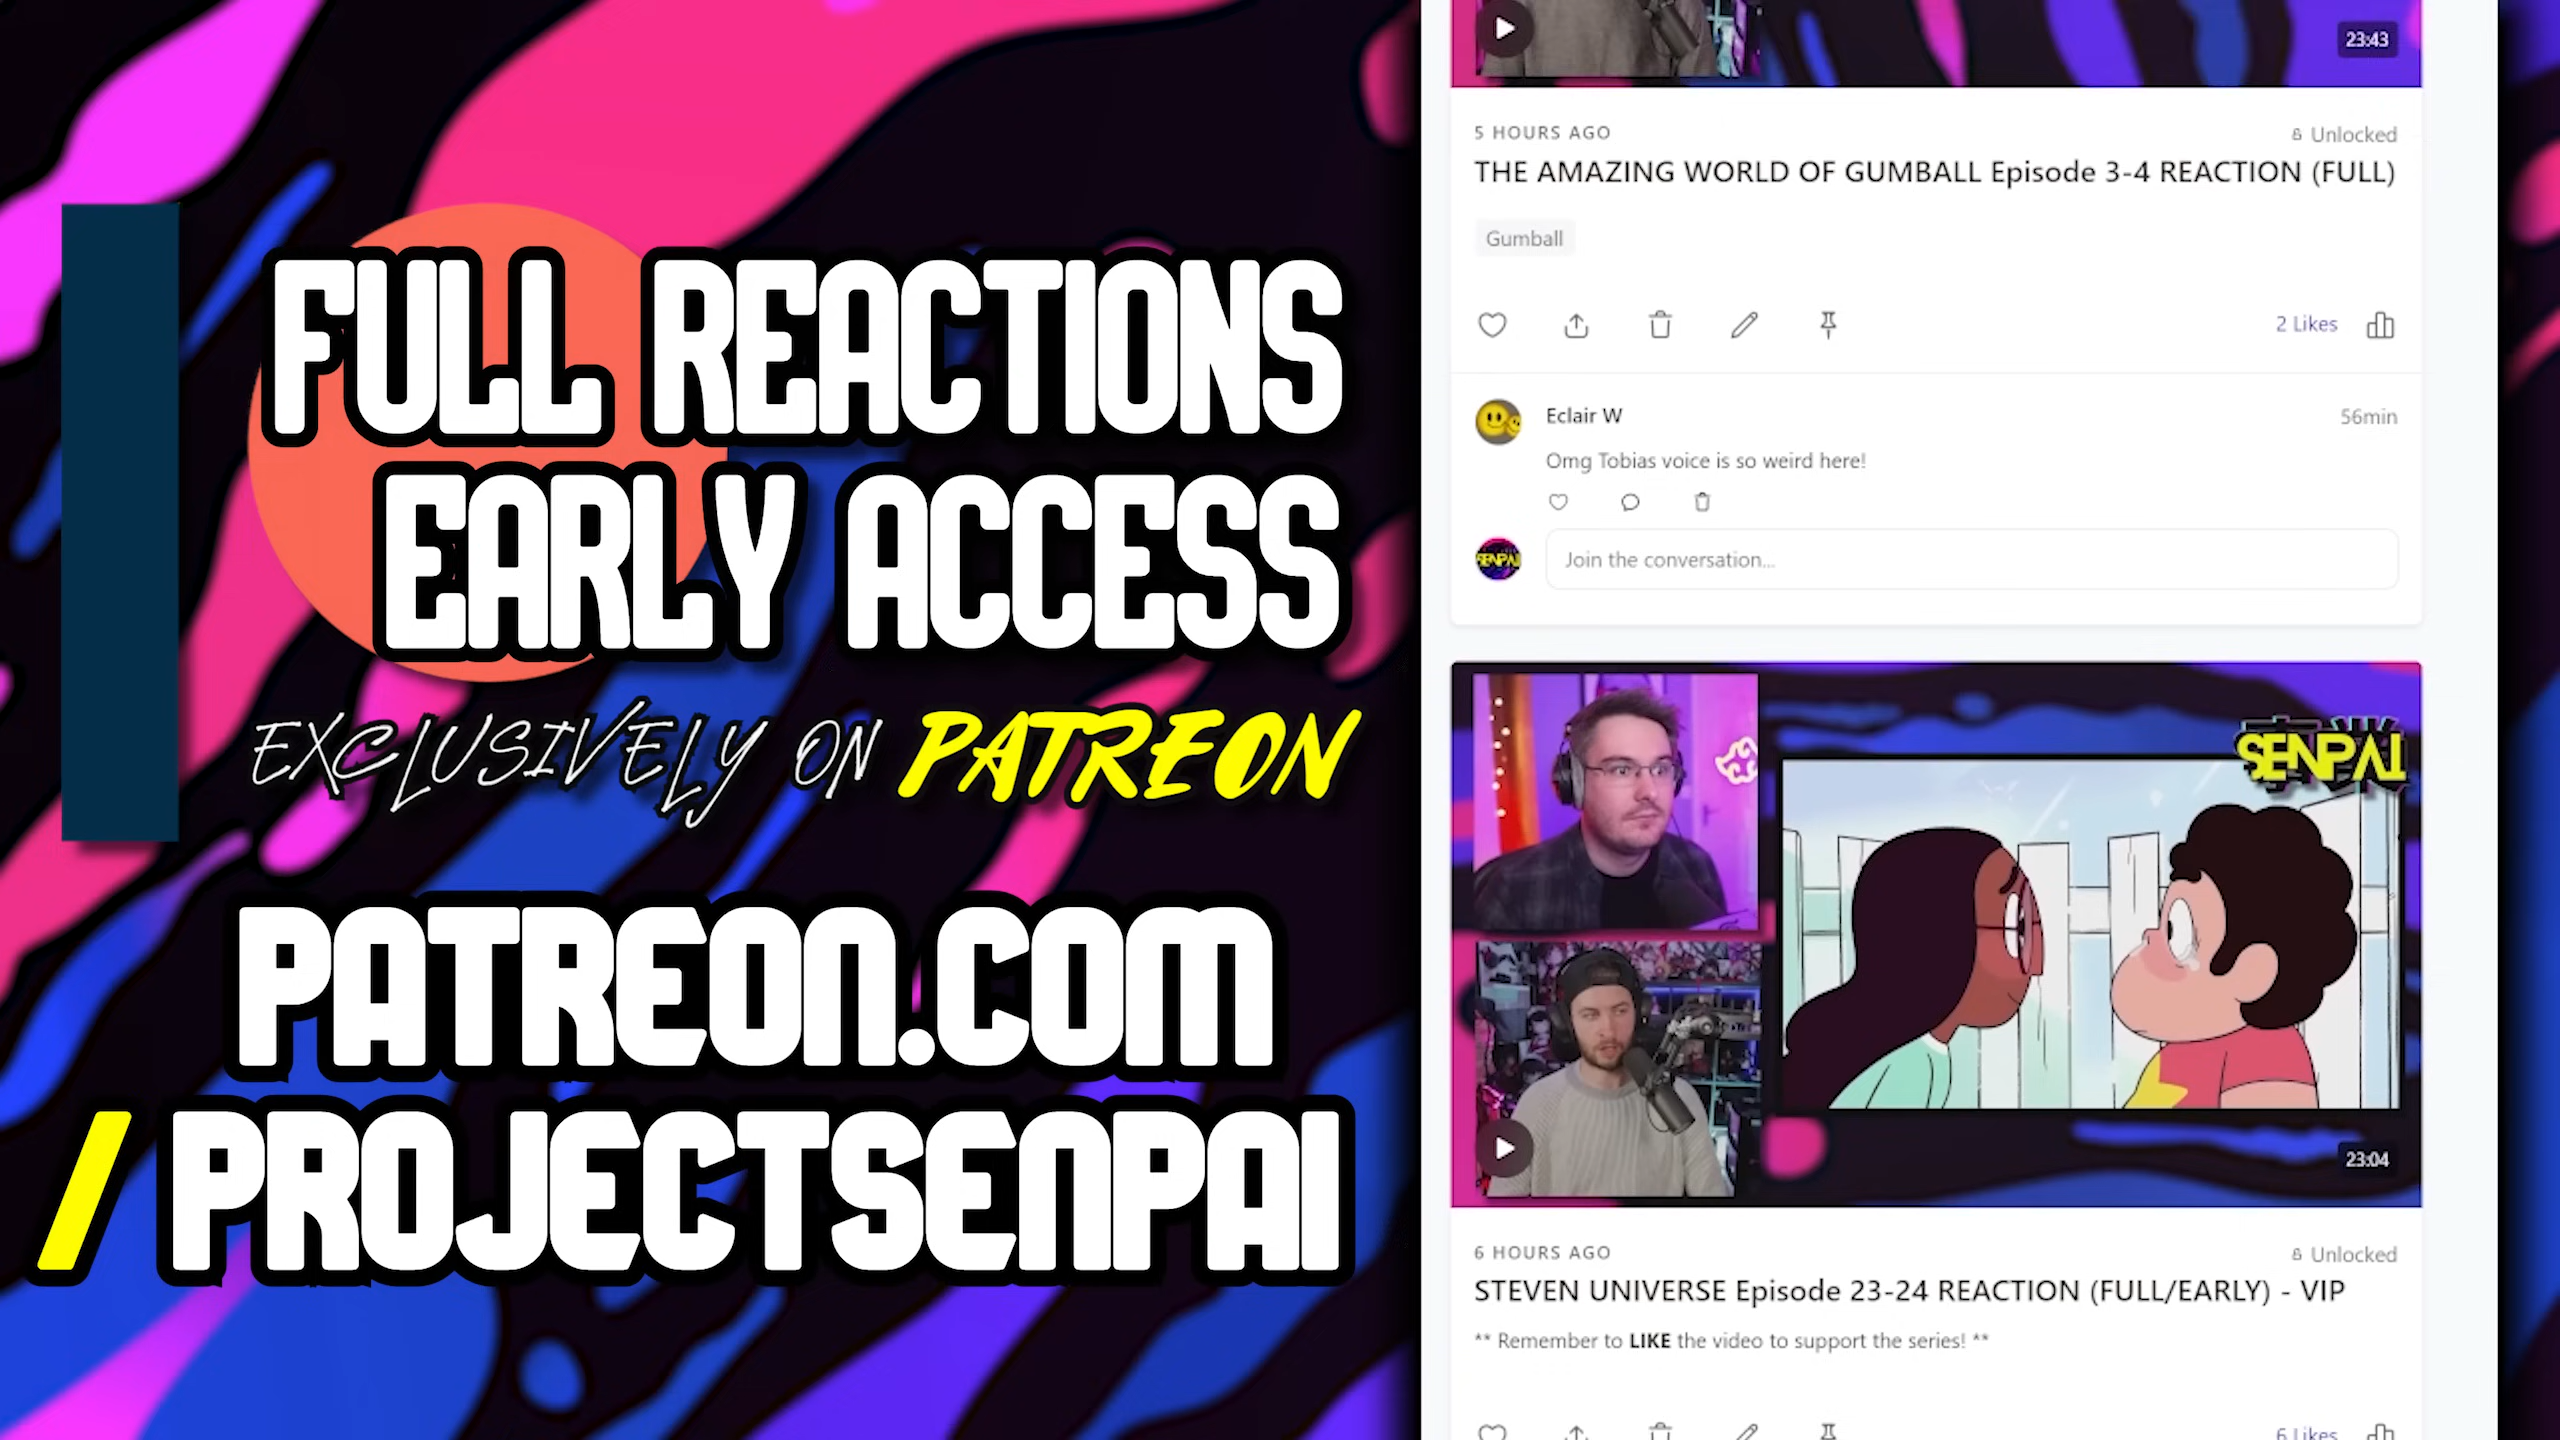 FULL REACTIONS
EARLY ACCESS
EXCLUSIVELY ON PATREON
PATREON.COM
/ PROJECTSENPAI
23:43
5 HOURS AGO
Unlocked
THE AMAZING WORLD OF GUMBALL Episode 3-4 REACTION (FULL)
Gumball
2 Likes
Eclair W
56min
Omg Tobias voice is so weird here!
SENPAI
Join the conversation...
SENPAI
23:04
6 HOURS AGO
Unlocked
STEVEN UNIVERSE Episode 23-24 REACTION (FULL/EARLY) - VIP
** Remember to LIKE the video to support the series! **
6 Likes